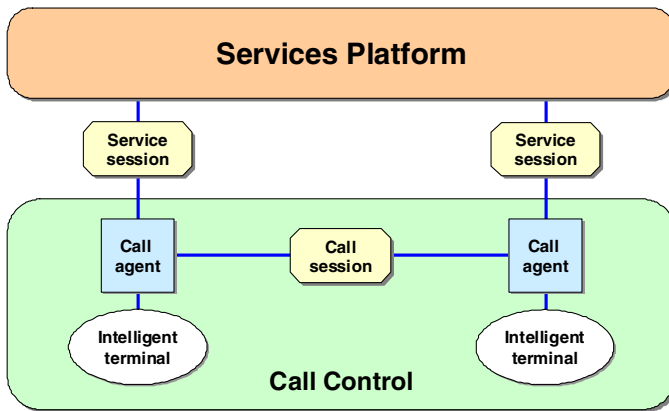 Services Platform
Service
session
Service
session
Call
agent
Call
session
Call
agent
Intelligent
terminal
Intelligent
terminal
Call Control